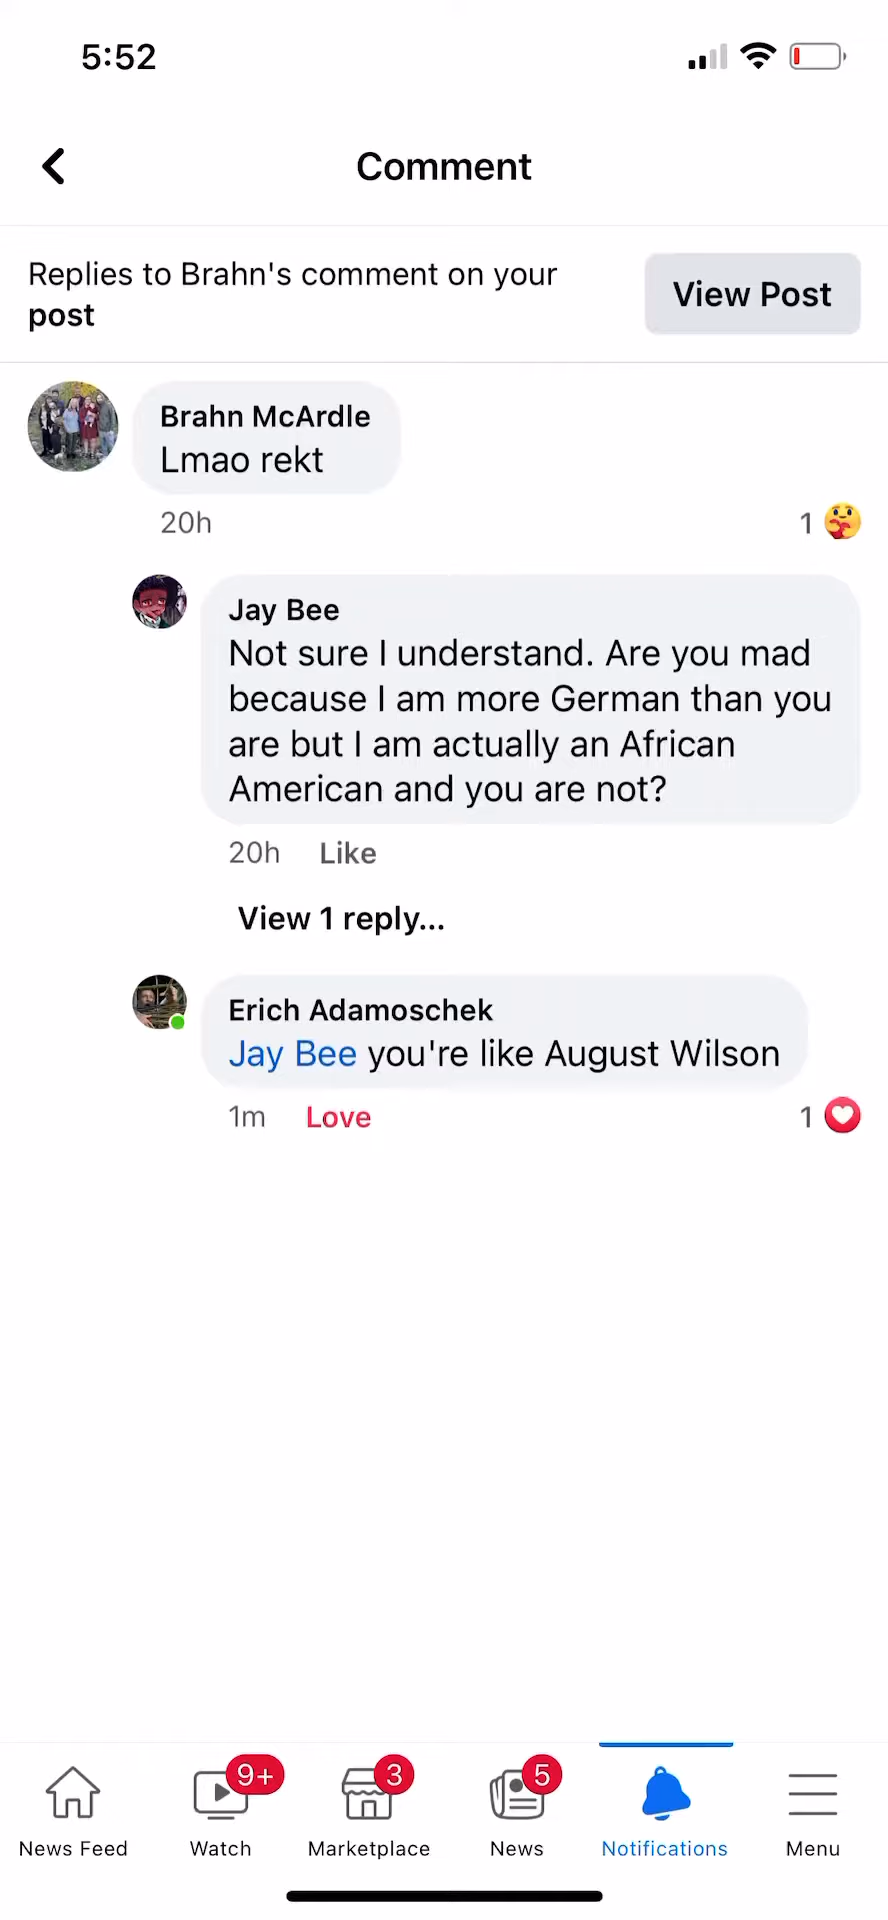 5:52
Comment
Replies to Brahn's comment on your
post
View Post
Brahn McArdle
Lmao rekt
20h
1
Jay Bee
Not sure I understand. Are you mad
because I am more German than you
are but I am actually an African
American and you are not?
20h Like
View 1 reply...
Erich Adamoschek
Jay Bee you're like August Wilson
1m Love
1
9+
3
5
News Feed
Watch
Marketplace
News
Notifications
Menu